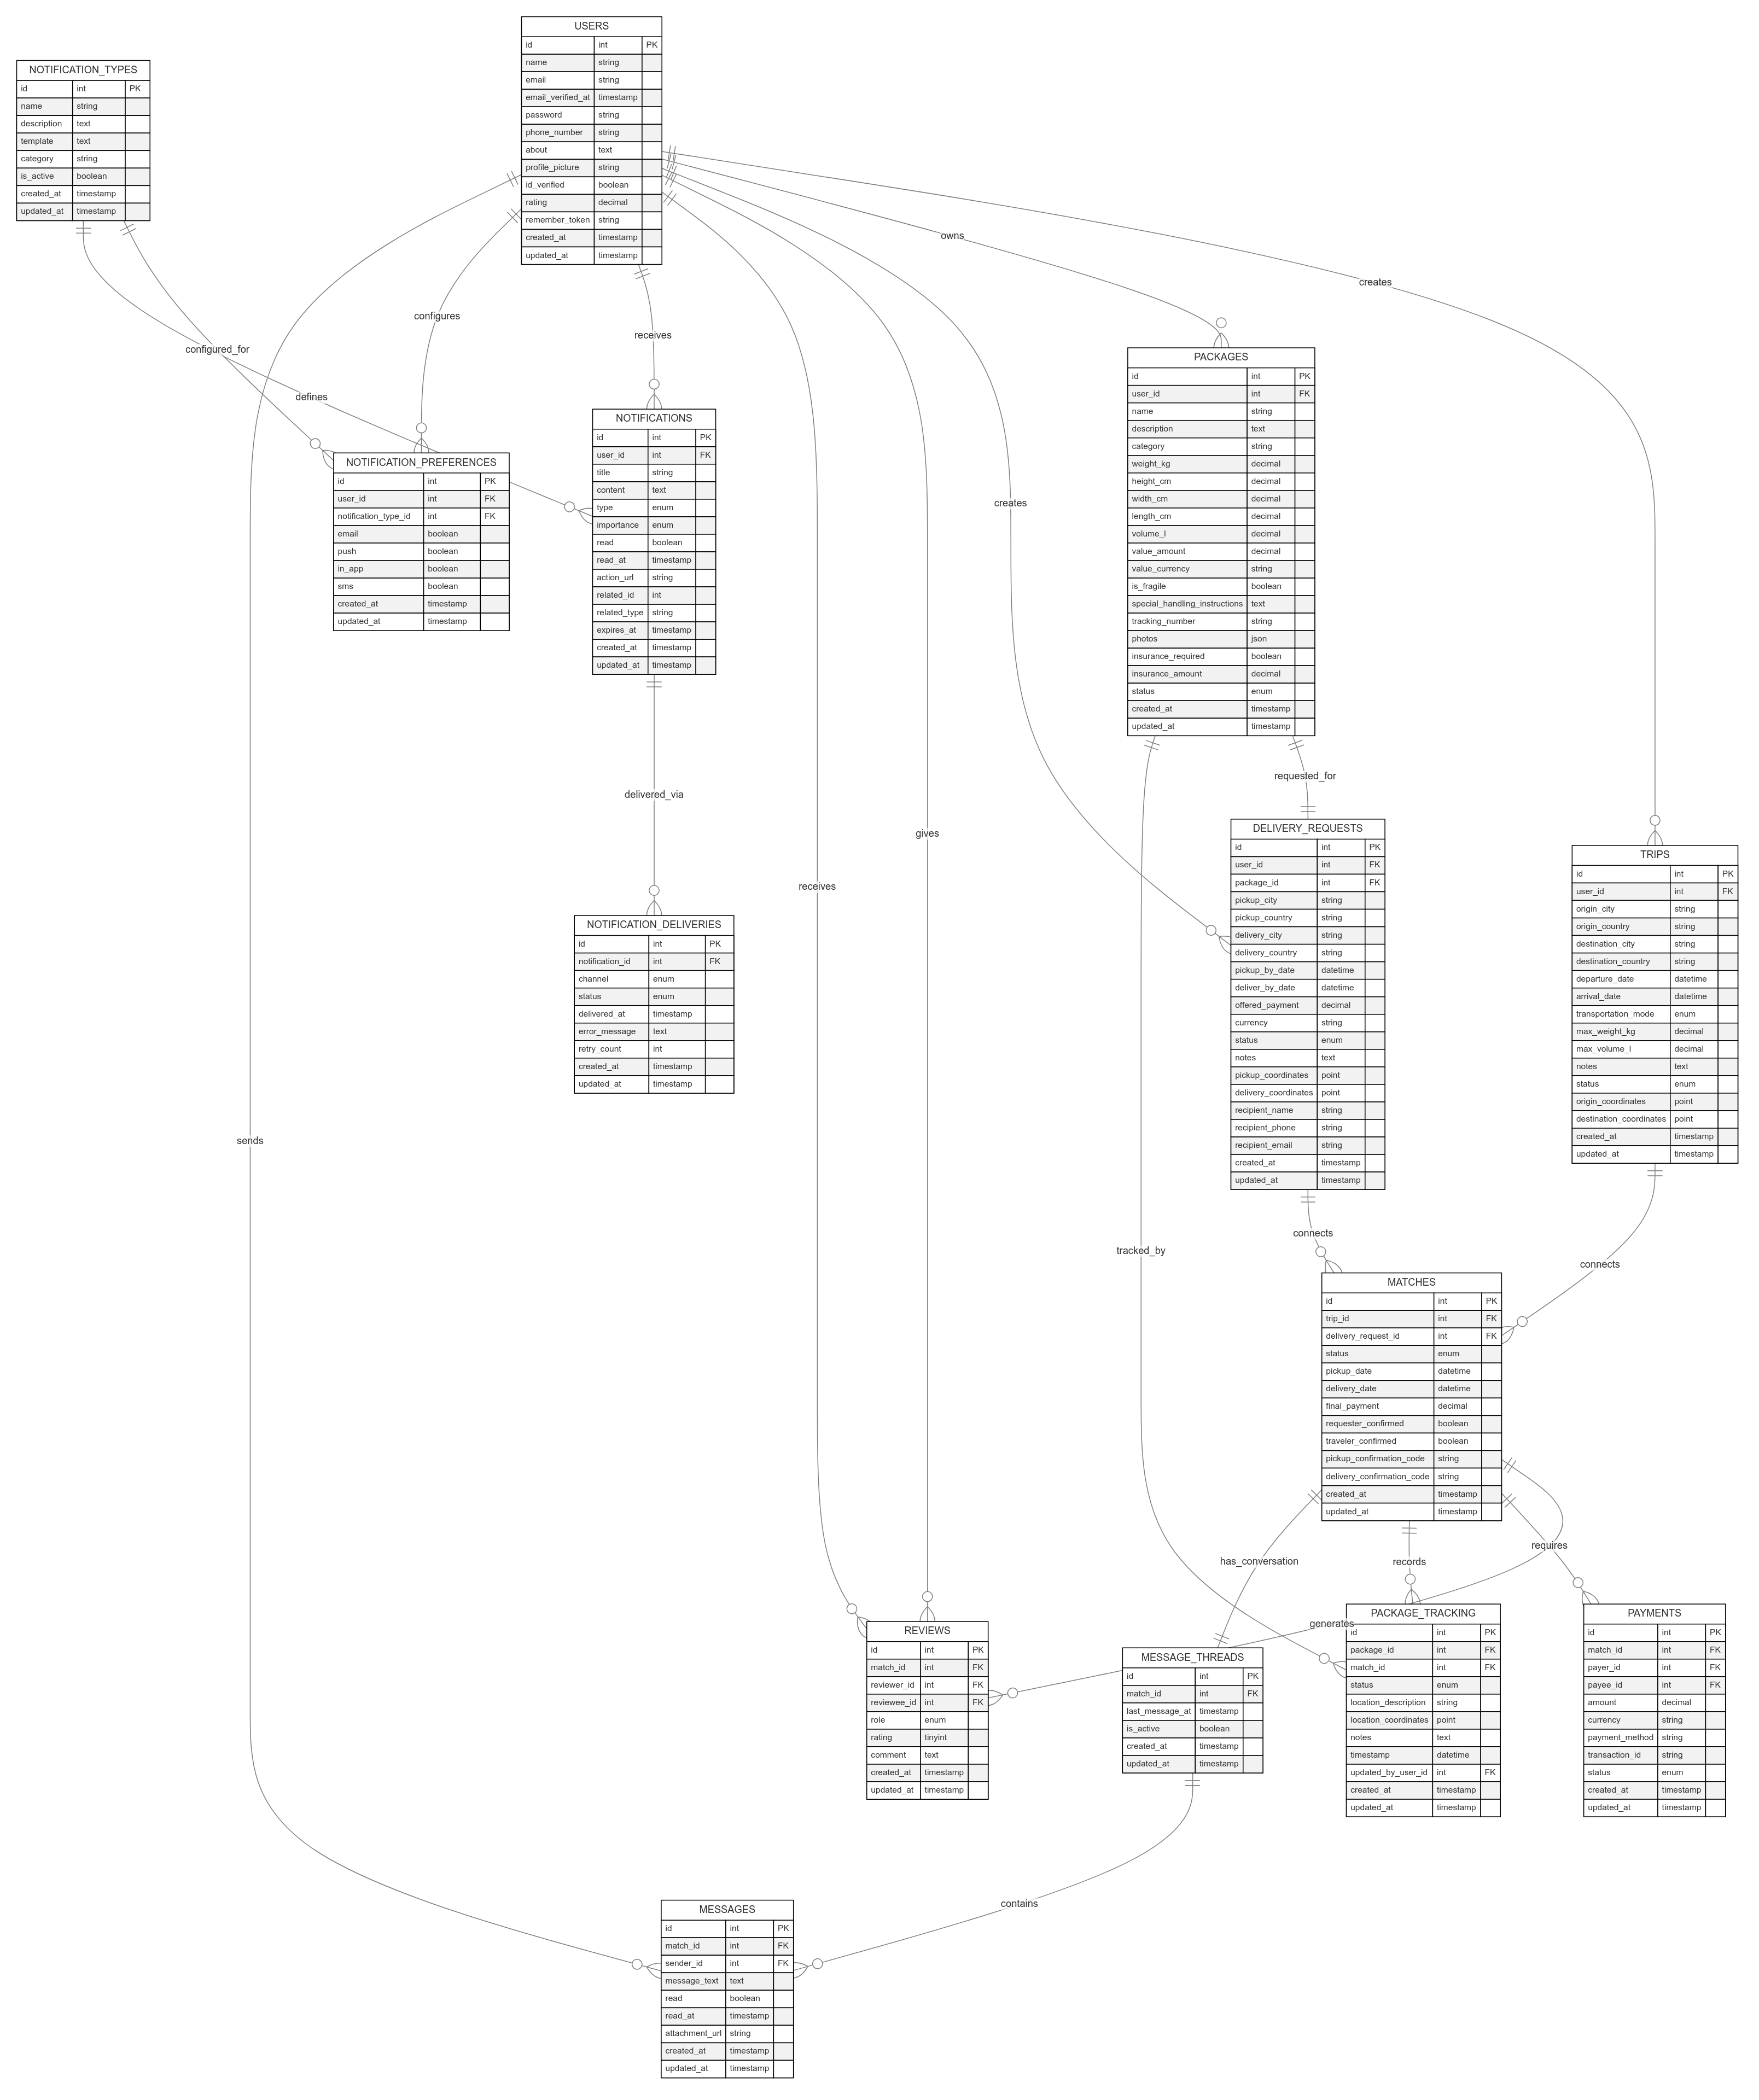 USERS
id int PK
name string
email string
email_verified_at timestamp
password string
phone_number string
about text
profile_picture string
id_verified boolean
rating decimal
remember_token string
created_at timestamp
updated_at timestamp
NOTIFICATION_TYPES
id int PK
name string
description text
template text
category string
is_active boolean
created_at timestamp
updated_at timestamp
owns
creates
configures
receives
configured_for
defines
PACKAGES
id int PK
user_id int FK
name string
description text
category string
weight_kg decimal
height_cm decimal
width_cm decimal
length_cm decimal
volume_l decimal
value_amount decimal
value_currency string
is_fragile boolean
special_handling_instructions text
tracking_number string
photos json
insurance_required boolean
insurance_amount decimal
status enum
created_at timestamp
updated_at timestamp
NOTIFICATIONS
id int PK
user_id int FK
title string
content text
type enum
importance enum
read boolean
read_at timestamp
action_url string
related_id int
related_type string
expires_at timestamp
created_at timestamp
updated_at timestamp
NOTIFICATION_PREFERENCES
id int PK
user_id int FK
notification_type_id int FK
email boolean
push boolean
in_app boolean
sms boolean
created_at timestamp
updated_at timestamp
creates
requested_for
delivered_via
gives
receives
DELIVERY_REQUESTS
id int PK
user_id int FK
package_id int FK
pickup_city string
pickup_country string
delivery_city string
delivery_country string
pickup_by_date datetime
deliver_by_date datetime
offered_payment decimal
currency string
status enum
notes text
pickup_coordinates point
delivery_coordinates point
recipient_name string
recipient_phone string
recipient_email string
created_at timestamp
updated_at timestamp
TRIPS
id int PK
user_id int FK
origin_city string
origin_country string
destination_city string
destination_country string
departure_date datetime
arrival_date datetime
transportation_mode enum
max_weight_kg decimal
max_volume_l decimal
notes text
status enum
origin_coordinates point
destination_coordinates point
created_at timestamp
updated_at timestamp
NOTIFICATION_DELIVERIES
id int PK
notification_id int FK
channel enum
status enum
delivered_at timestamp
error_message text
retry_count int
created_at timestamp
updated_at timestamp
sends
connects
tracked_by
connects
MATCHES
id int PK
trip_id int FK
delivery_request_id int FK
status enum
pickup_date datetime
delivery_date datetime
final_payment decimal
requester_confirmed boolean
traveler_confirmed boolean
pickup_confirmation_code string
delivery_confirmation_code string
created_at timestamp
updated_at timestamp
requires
has_conversation
records
generates
PACKAGE_TRACKING
id int PK
package_id int FK
match_id int FK
status enum
location_description string
location_coordinates point
notes text
timestamp datetime
updated_by_user_id int FK
created_at timestamp
updated_at timestamp
PAYMENTS
id int PK
match_id int FK
payer_id int FK
payee_id int FK
amount decimal
currency string
payment_method string
transaction_id string
status enum
created_at timestamp
updated_at timestamp
REVIEWS
id int PK
match_id int FK
reviewer_id int FK
reviewee_id int FK
role enum
rating tinyint
comment text
created_at timestamp
updated_at timestamp
MESSAGE_THREADS
id int PK
match_id int FK
last_message_at timestamp
is_active boolean
created_at timestamp
updated_at timestamp
contains
MESSAGES
id int PK
match_id int FK
sender_id int FK
message_text text
read boolean
read_at timestamp
attachment_url string
created_at timestamp
updated_at timestamp